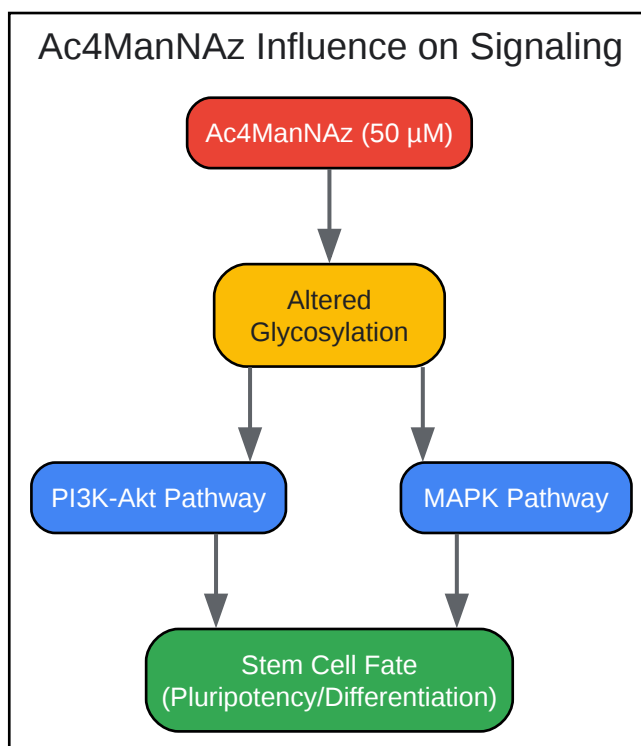 Ac4ManNAz Influence on Signaling
Ac4ManNAz (50 µM)
Altered
Glycosylation
PI3K-Akt Pathway
MAPK Pathway
Stem Cell Fate
(Pluripotency/Differentiation)